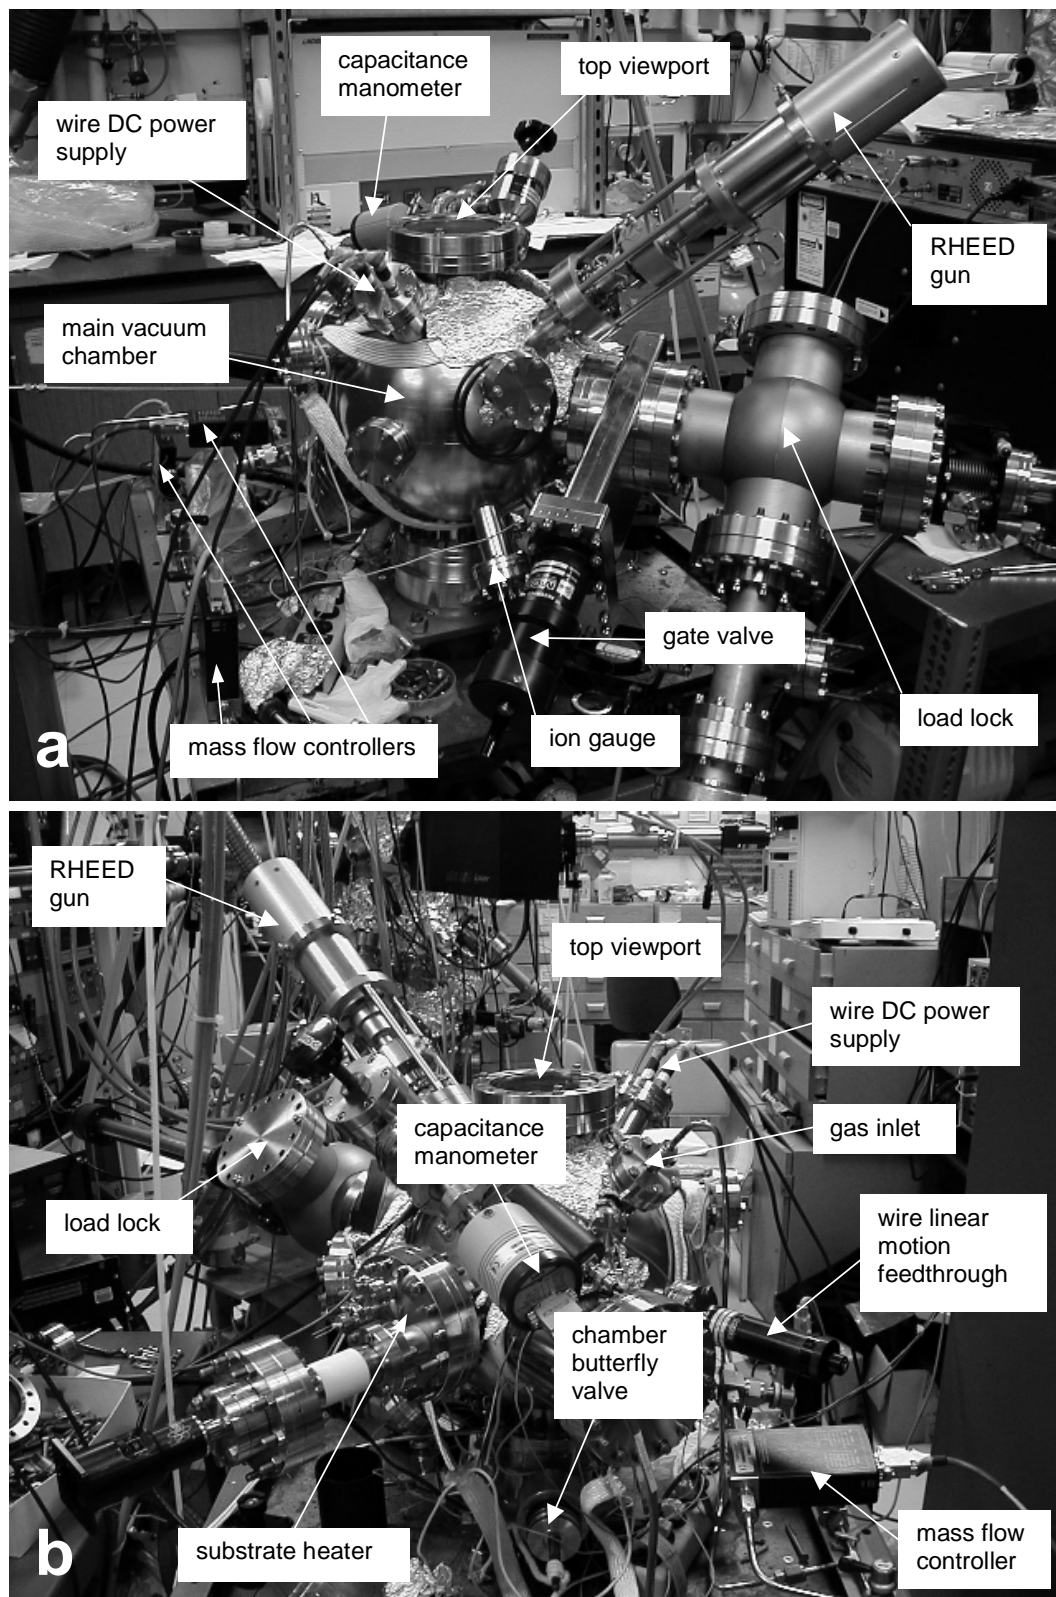 capacitance
manometer
top viewport
wire DC power
supply
RHEED
gun
main vacuum
chamber
gate valve
load lock
ion gauge
mass flow controllers
a
RHEED
gun
top viewport
wire DC power
supply
capacitance
manometer
gas inlet
load lock
wire linear
motion
feedthrough
chamber
butterfly
valve
substrate heater
mass flow
controller
b